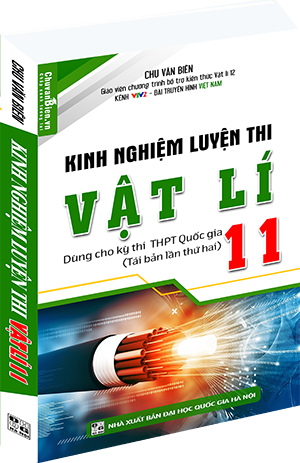 ChuvanBien.vn
CHU VĂN BIÊN
Giáo viên chương trình bổ trợ kiến thức Vật lí 12
KÊNH VTV2 - ĐÀI TRUYỀN HÌNH VIỆT NAM
KINH NGHIỆM LUYỆN THI
VẬT LÍ
Dùng cho kỳ thi THPT Quốc gia
(Tái bản lần thứ hai)
11
NHÀ XUẤT BẢN ĐẠI HỌC QUỐC GIA HÀ NỘI
CHU VĂN BIÊN
KINH NGHIỆM LUYỆN THI VẬT LÍ 11